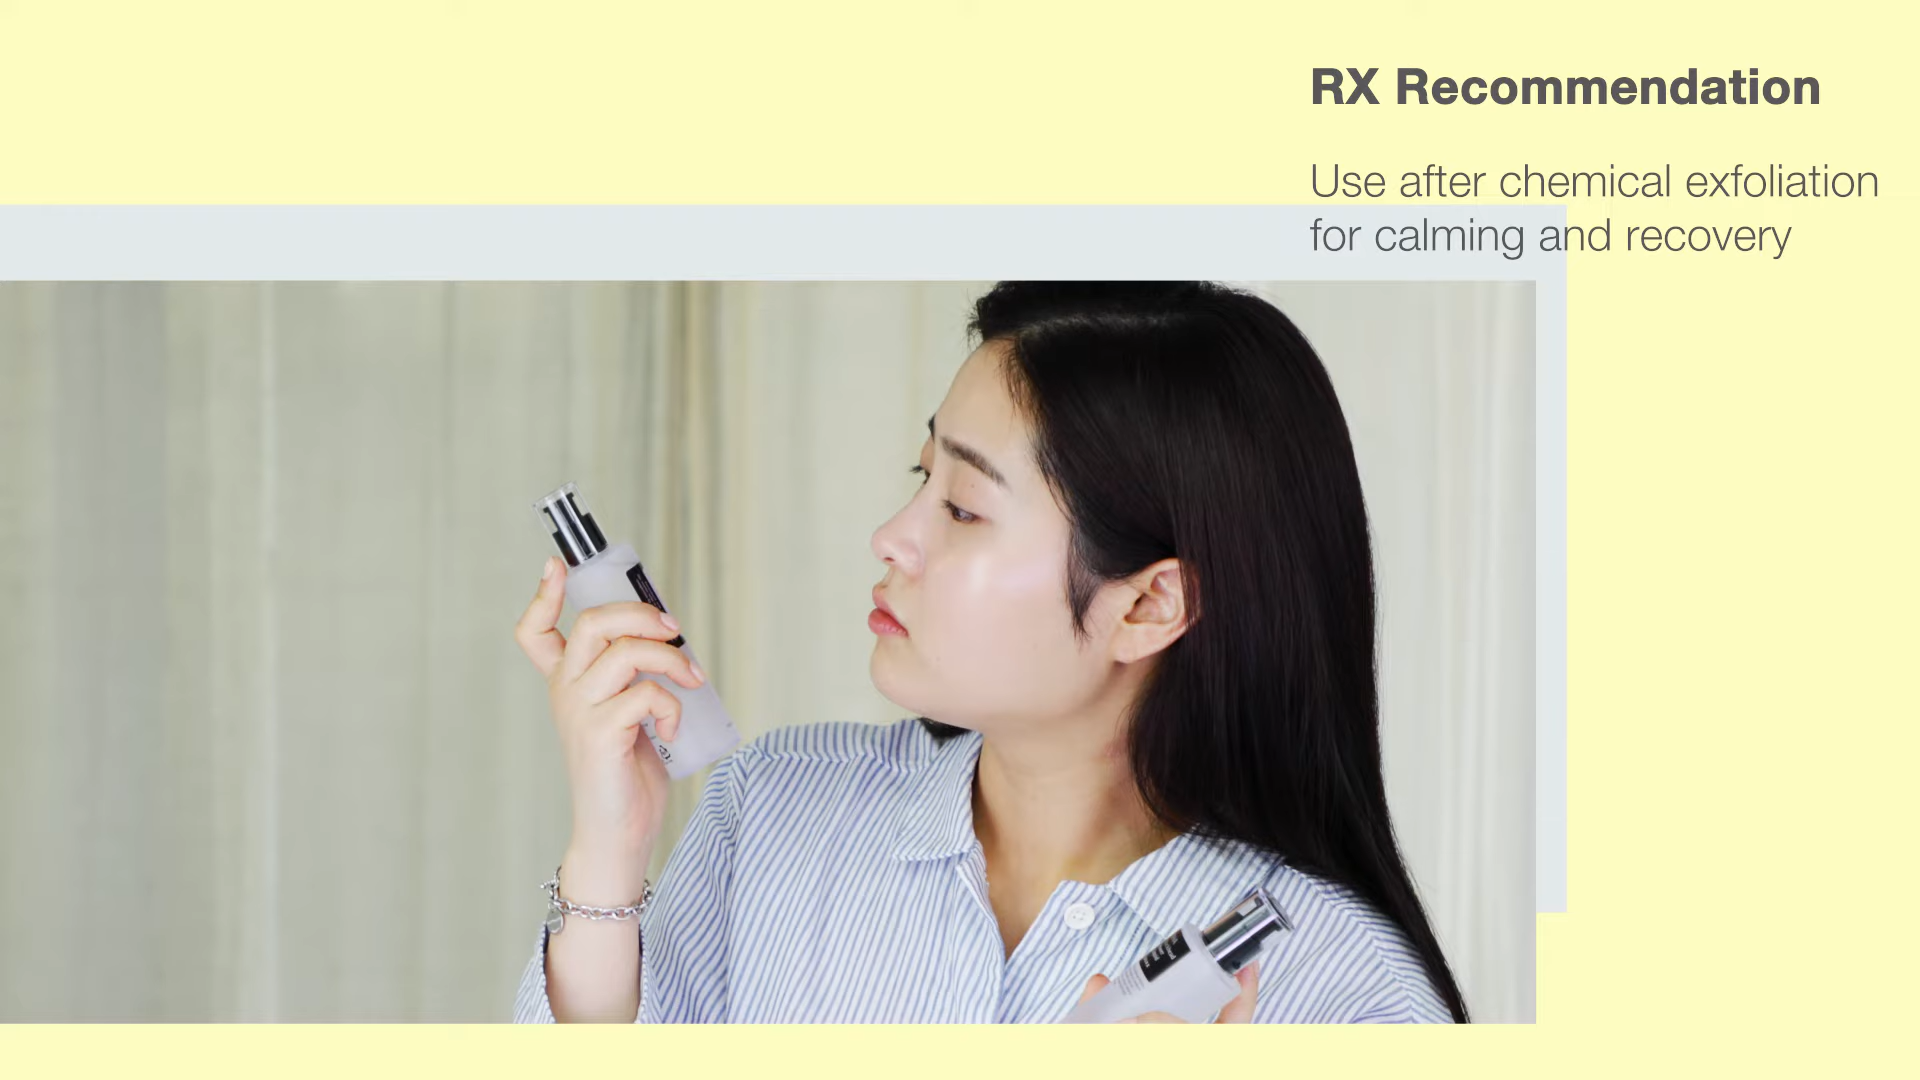 RX Recommendation
Use after chemical exfoliation
for calming and recovery